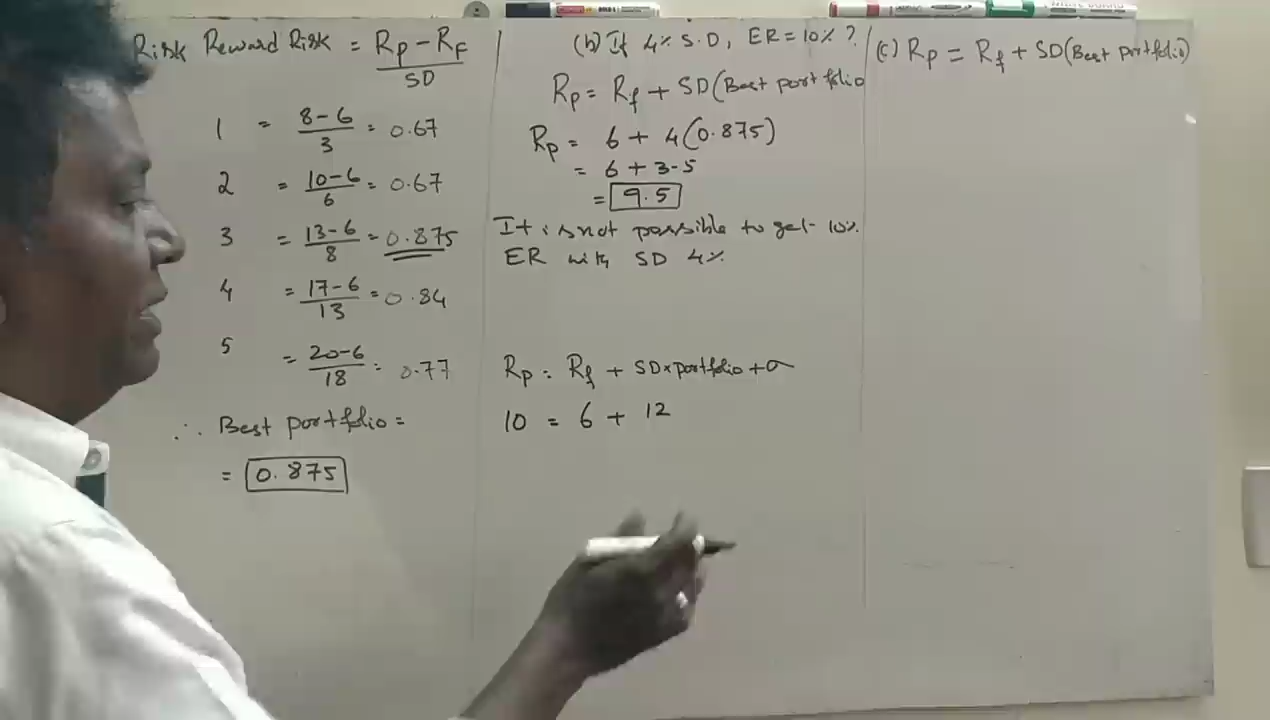 Risk Reward Risk = Rp - RF / SD
1 = 8-6 / 3 = 0.67
2 = 10-6 / 6 = 0.67
3 = 13-6 / 8 = 0.875
4 = 17-6 / 13 = 0.84
5 = 20-6 / 18 = 0.77
∴ Best portfolio =
= 0.875
(b) If 4% S.D, ER = 10% ?
Rp = Rf + SD(Best portfolio
Rp = 6 + 4(0.875)
= 6 + 3.5
= 9.5
It is not possible to get 10%
ER with SD 4%
Rp = Rf + SD×portfolio+σ
10 = 6 + 12
(c) Rp = Rf + SD(Best portfolio)